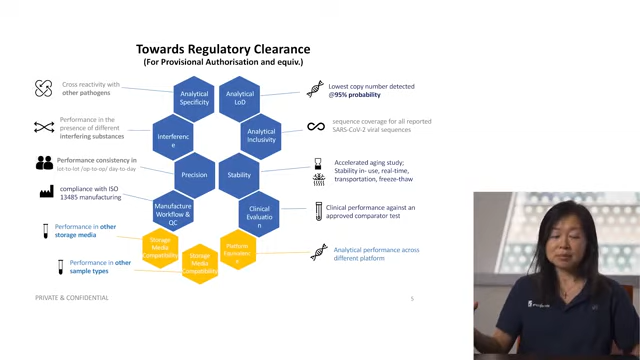 Towards Regulatory Clearance
(For Provisional Authorisation and equiv.)
Cross reactivity with
other pathogens
Analytical
Specificity
Analytical
LoD
Lowest copy number detected
@95% probability
Performance in the
presence of different
interfering substances
Interferenc
e
Analytical
Inclusivity
sequence coverage for all reported
SARS-CoV-2 viral sequences
Performance consistency in
lot-to-lot /op-to-op/ day-to-day
Precision
Stability
Accelerated aging study;
Stability in- use, real-time,
transportation, freeze-thaw
compliance with ISO
13485 manufacturing
Manufacture
Workflow &
QC
Clinical
Evaluatio
n
Clinical performance against an
approved comparator test
Performance in other
storage media
Storage
Media
Compatibility
Platform
Equivalenc
e
Analytical performance across
different platform
Performance in other
sample types
Storage
Media
Compatibility
PRIVATE & CONFIDENTIAL
5